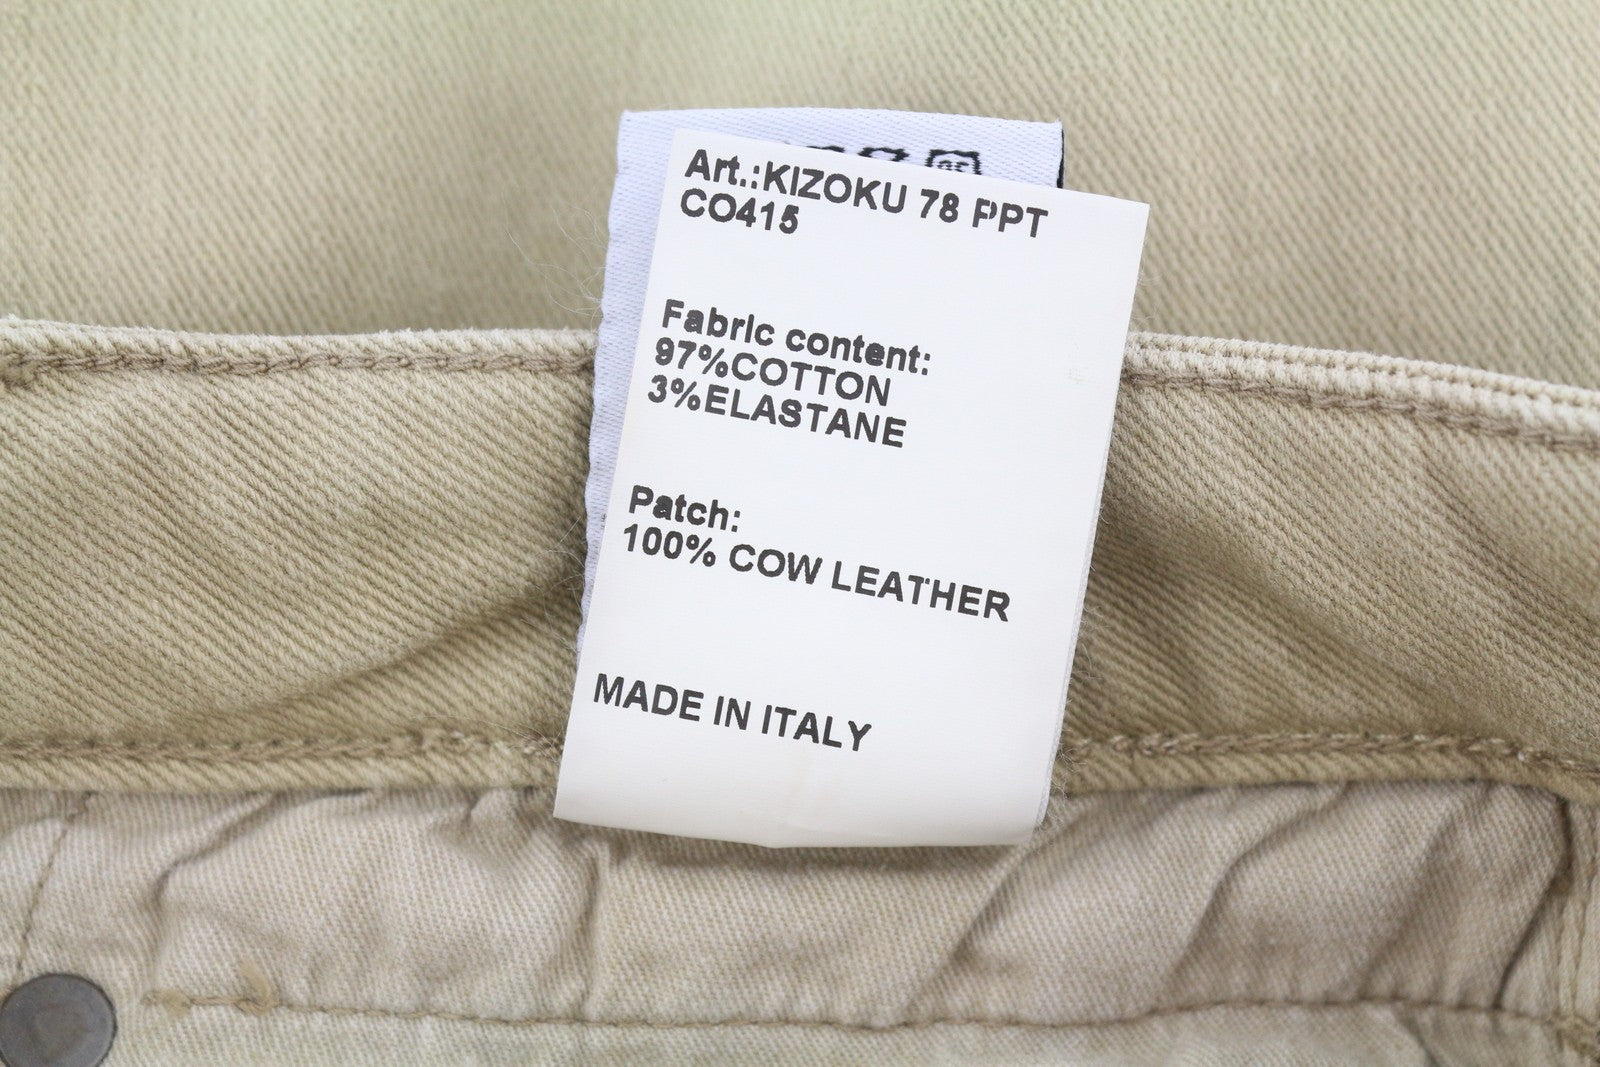 Art.:KIZOKU 78 PPT
CO415
Fabric content:
97%COTTON
3%ELASTANE
Patch:
100% COW LEATHER
MADE IN ITALY